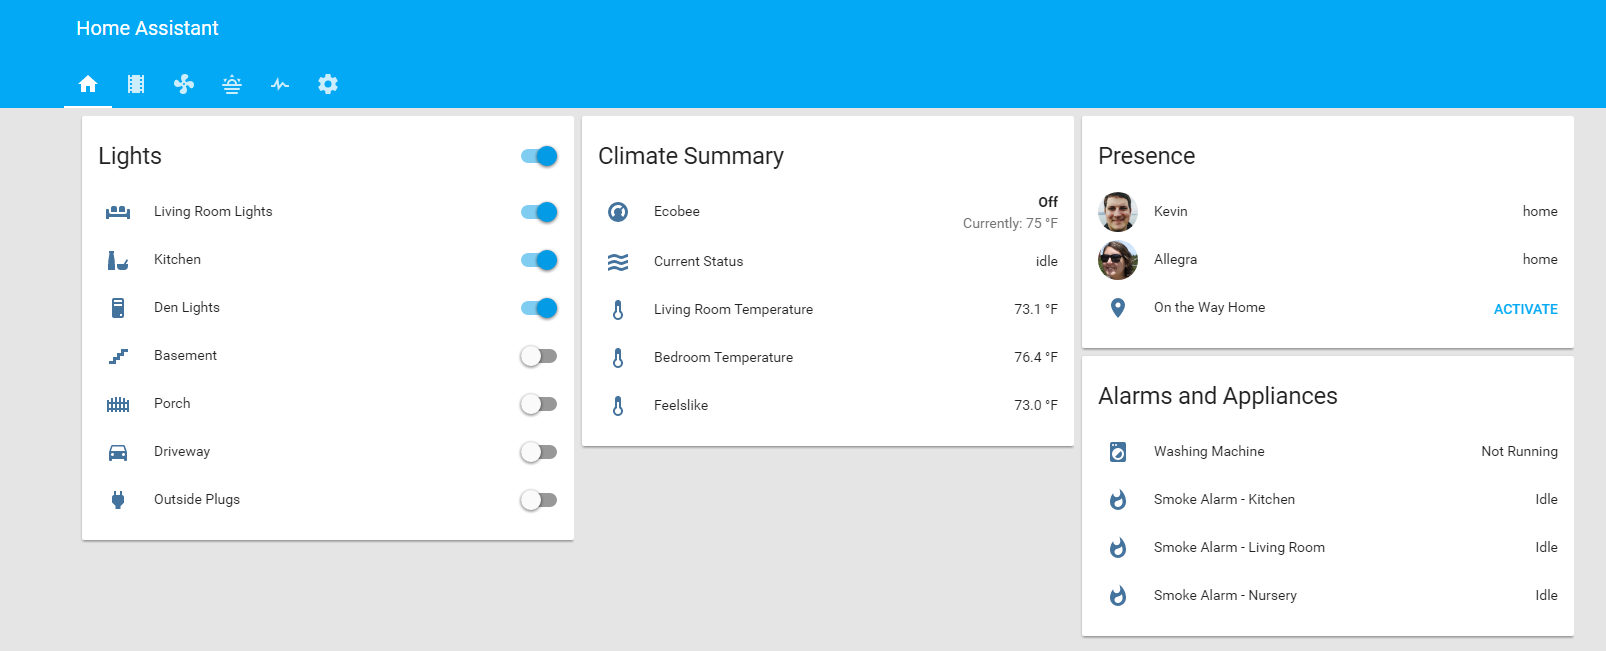 Home Assistant
Lights
Living Room Lights
Kitchen
Den Lights
Basement
Porch
Driveway
Outside Plugs
Climate Summary
Ecobee
Off
Currently: 75 °F
Current Status idle
Living Room Temperature 73.1 °F
Bedroom Temperature 76.4 °F
Feelslike 73.0 °F
Presence
Kevin home
Allegra home
On the Way Home ACTIVATE
Alarms and Appliances
Washing Machine Not Running
Smoke Alarm - Kitchen Idle
Smoke Alarm - Living Room Idle
Smoke Alarm - Nursery Idle